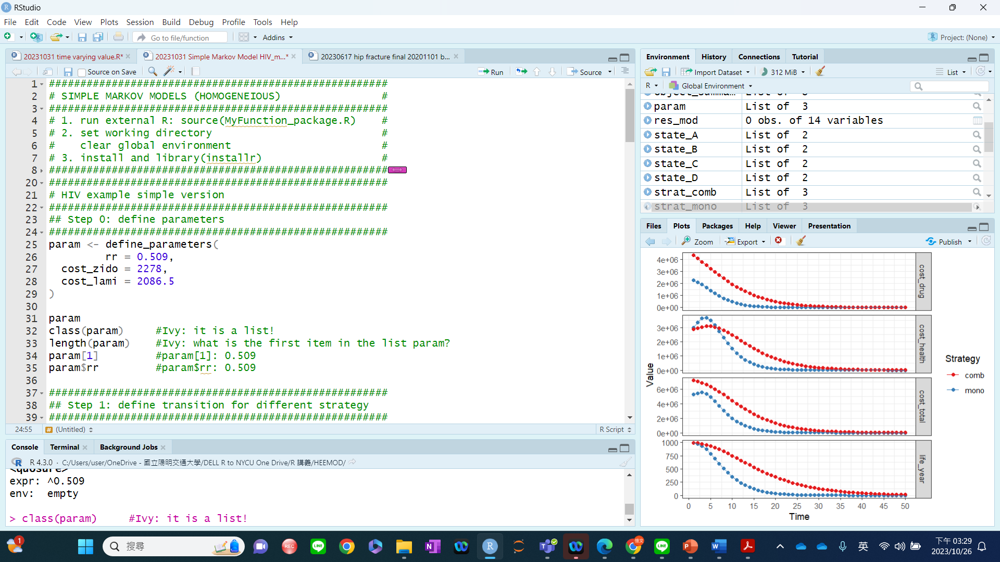 RStudio
File Edit Code View Plots Session Build Debug Profile Tools Help
Go to file/function Addins Project: (None)
20231031 time varying value.R* 20231031 Simple Markov Model HIV_m...* 20230617 hip fracture final 20201101 b...
Source on Save Run Source
1 ######################################################
2 # SIMPLE MARKOV MODELS (HOMOGENEIOUS) #
3 ######################################################
4 # 1. run external R: source(MyFunction_package.R) #
5 # 2. set working directory #
6 # clear global environment #
7 # 3. install and library(installr) #
8 ######################################################
20 ######################################################
21 # HIV example simple version
22 ######################################################
23 ## Step 0: define parameters
24 ######################################################
25 param <- define_parameters(
26 rr = 0.509,
27 cost_zido = 2278,
28 cost_lami = 2086.5
29 )
30
31 param
32 class(param) #Ivy: it is a list!
33 length(param) #Ivy: what is the first item in the list param?
34 param[1] #param[1]: 0.509
35 param$rr #param$rr: 0.509
36
37 ######################################################
38 ## Step 1: define transition for different strategy
39 ######################################################
24:55 # (Untitled) R Script
Console Terminal Background Jobs
R 4.3.0 · C:/Users/user/OneDrive - 國立陽明交通大學/DELL R to NYCU One Drive/R 講義/HEEMOD/
<quosure>
expr: ^0.509
env: empty
> class(param) #Ivy: it is a list!
Environment History Connections Tutorial
Import Dataset 312 MiB List
R Global Environment
param List of 3
res_mod 0 obs. of 14 variables
state_A List of 2
state_B List of 2
state_C List of 2
state_D List of 2
strat_comb List of 3
strat_mono List of 3
Files Plots Packages Help Viewer Presentation
Zoom Export Publish
4e+06
3e+06
2e+06
1e+06
0e+00
cost_drug
3e+06
2e+06
1e+06
0e+00
cost_health
6e+06
4e+06
2e+06
0e+00
cost_total
1000
750
500
250
0
life_year
Value
0 5 10 15 20 25 30 35 40 45 50
Time
Strategy
comb
mono
1
搜尋
REC
LINE
英
下午 03:29
2023/10/26